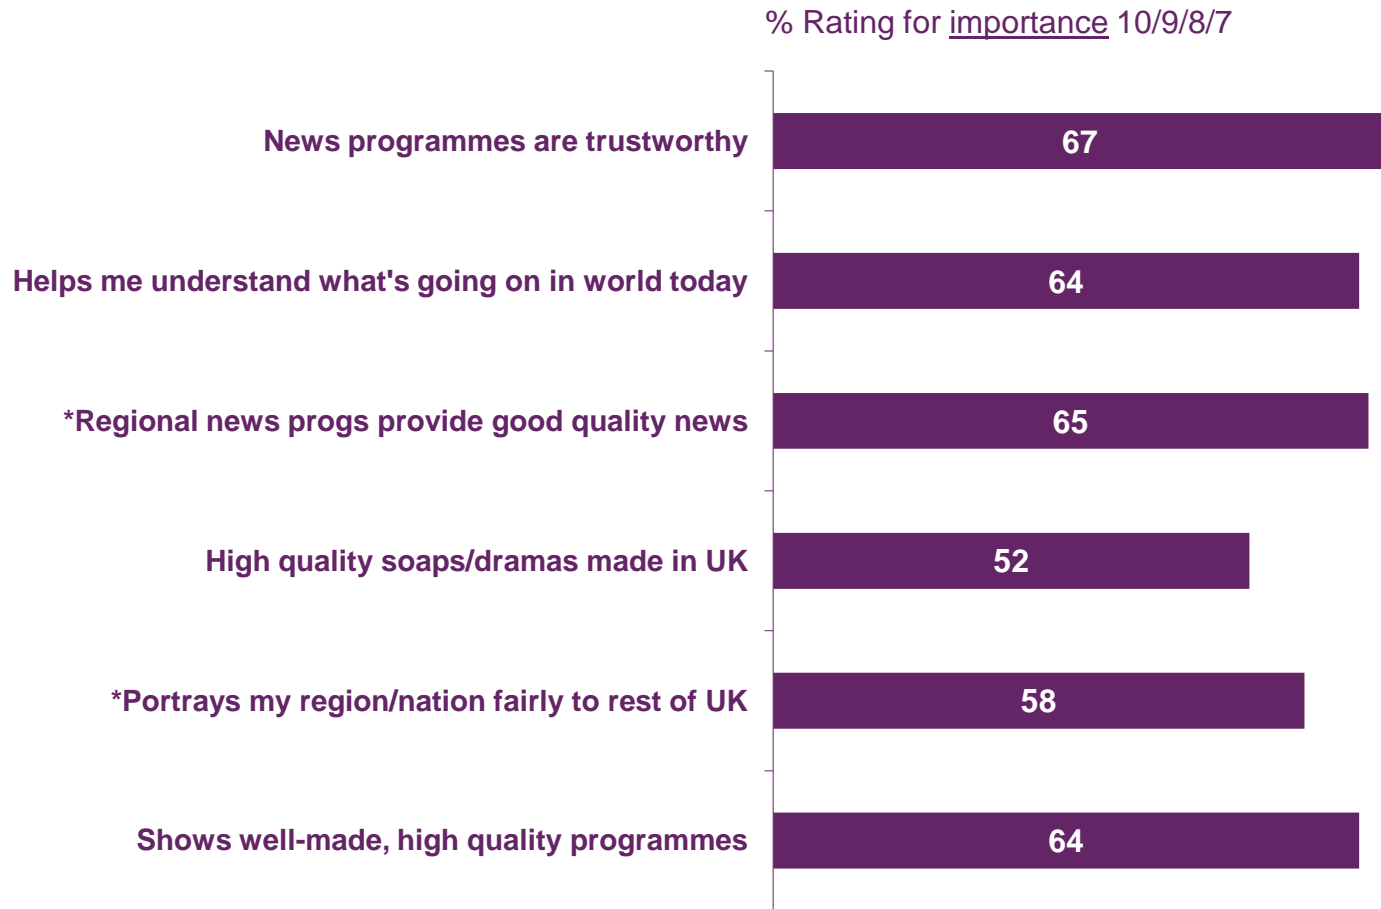 % Rating for importance 10/9/8/7
News programmes are trustworthy 67
Helps me understand what's going on in world today 64
*Regional news progs provide good quality news 65
High quality soaps/dramas made in UK 52
*Portrays my region/nation fairly to rest of UK 58
Shows well-made, high quality programmes 64